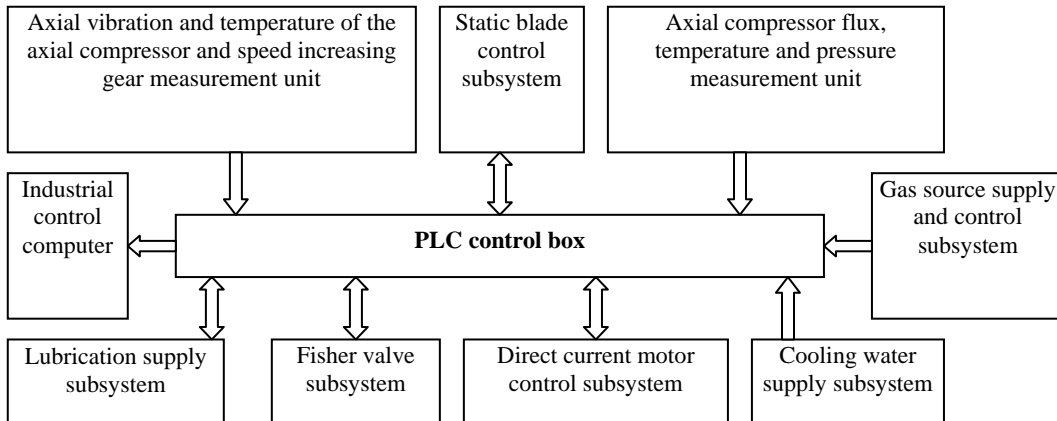 Axial vibration and temperature of the
axial compressor and speed increasing
gear measurement unit
Static blade
control
subsystem
Axial compressor flux,
temperature and pressure
measurement unit
Industrial
control
computer
PLC control box
Gas source supply
and control
subsystem
Lubrication supply
subsystem
Fisher valve
subsystem
Direct current motor
control subsystem
Cooling water
supply subsystem